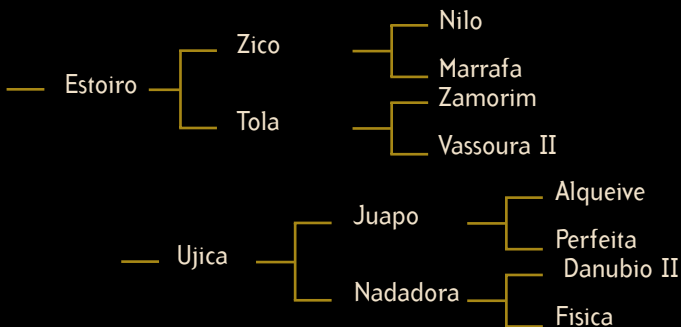 Nilo
Zico
Marrafa
Estoiro
Zamorim
Tola
Vassoura II
Alqueive
Juapo
Perfeita
Ujica
Danubio II
Nadadora
Fisica